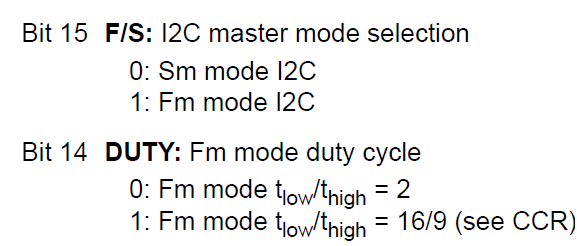 Bit 15 F/S: I2C master mode selection
0: Sm mode I2C
1: Fm mode I2C
Bit 14 DUTY: Fm mode duty cycle
0: Fm mode tlow/thigh = 2
1: Fm mode tlow/thigh = 16/9 (see CCR)